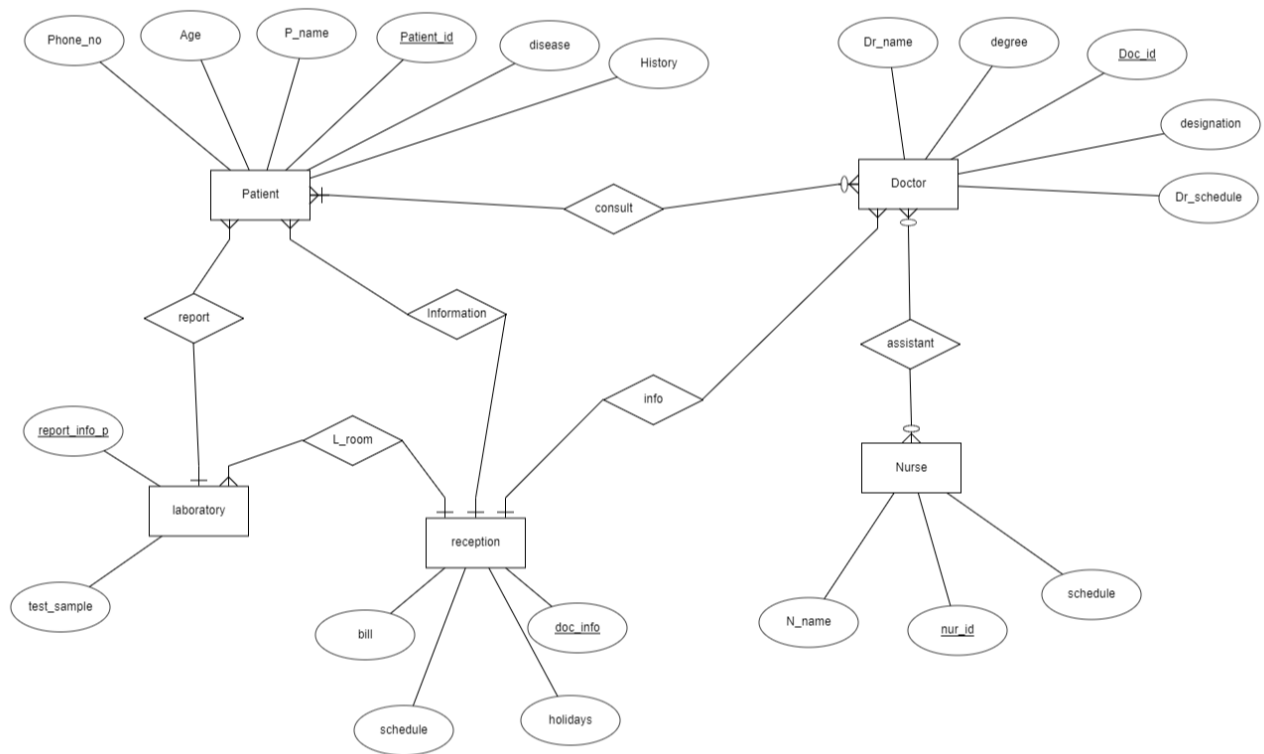 Phone_no
Age
P_name
Patient_id
disease
History
Dr_name
degree
Doc_id
designation
Dr_schedule
Patient
Doctor
consult
report
Information
assistant
info
report_info_p
L_room
laboratory
reception
Nurse
test_sample
bill
schedule
holidays
doc_info
N_name
nur_id
schedule